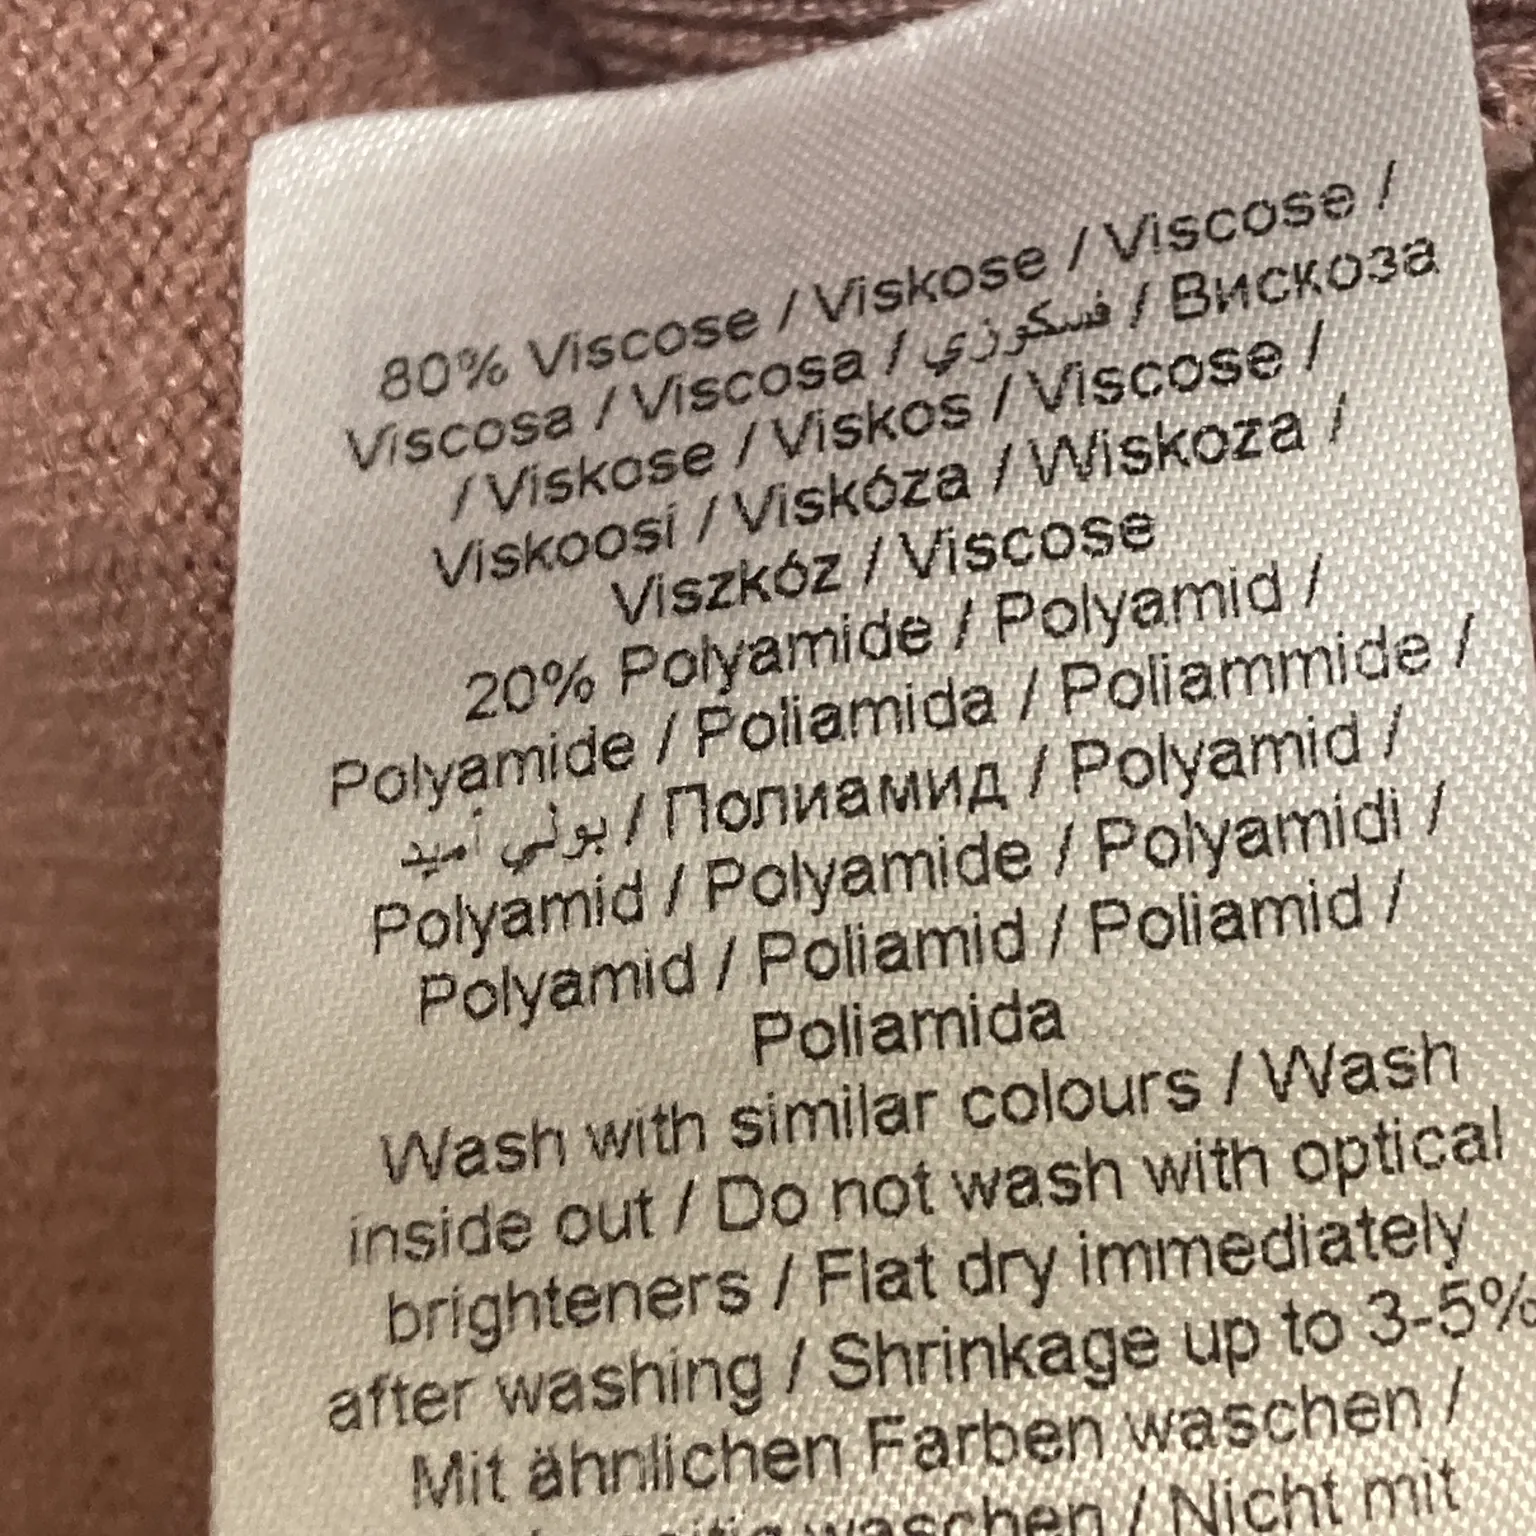 80% Viscose / Viskose / Viscose /
Viscosa / Viscosa / فسكوزي / Вискоза
/ Viskose / Viskos / Viscose /
Viskoosi / Viskóza / Wiskoza /
Viszkóz / Viscose
20% Polyamide / Polyamid /
Polyamide / Poliamida / Poliammide /
بولي أميد / Полиамид / Polyamid /
Polyamid / Polyamide / Polyamidi /
Polyamid / Poliamid / Poliamid /
Poliamida
Wash with similar colours / Wash
inside out / Do not wash with optical
brighteners / Flat dry immediately
after washing / Shrinkage up to 3-5%
Mit ähnlichen Farben waschen /
waschen / Nicht mit